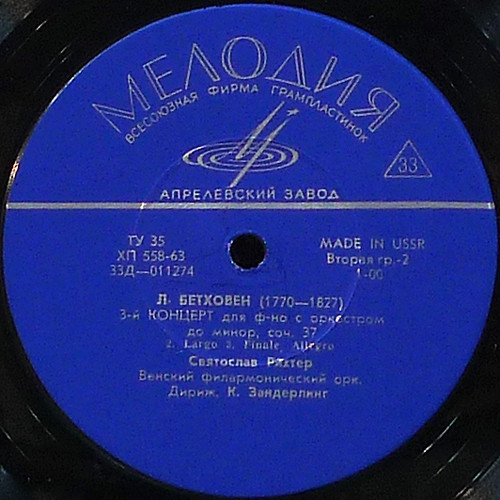 МЕЛОДИЯ
ВСЕСОЮЗНАЯ ФИРМА ГРАМПЛАСТИНОК
33
АПРЕЛЕВСКИЙ ЗАВОД
ТУ 35
ХП 558-63
33Д—011274
MADE IN USSR
Вторая гр.-2
1-00
Л. БЕТХОВЕН (1770—1827)
3-й КОНЦЕРТ для ф-но с оркестром
до минор, соч. 37
2. Largo 3. Finale, Allegro
Святослав Рихтер
Венский филармонический орк.
Дириж. К. Зандерлинг